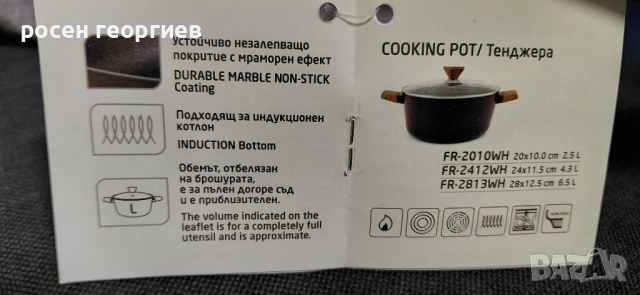 росен георгиев
Устойчиво незалепващо
покритие с мраморен ефект
DURABLE MARBLE NON-STICK
Coating
Подходящ за индукционен
котлон
INDUCTION Bottom
Обемът, отбелязан
на брошурата,
е за пълен догоре съд
и е приблизителен.
L
The volume indicated on the
leaflet is for a completely full
utensil and is approximate.
COOKING POT/ Тенджера
FR-2010WH 20x10.0 cm 2.5 L
FR-2412WH 24x11.5 cm 4.3 L
FR-2813WH 28x12.5 cm 6.5 L
NON-STICK
BAZAR